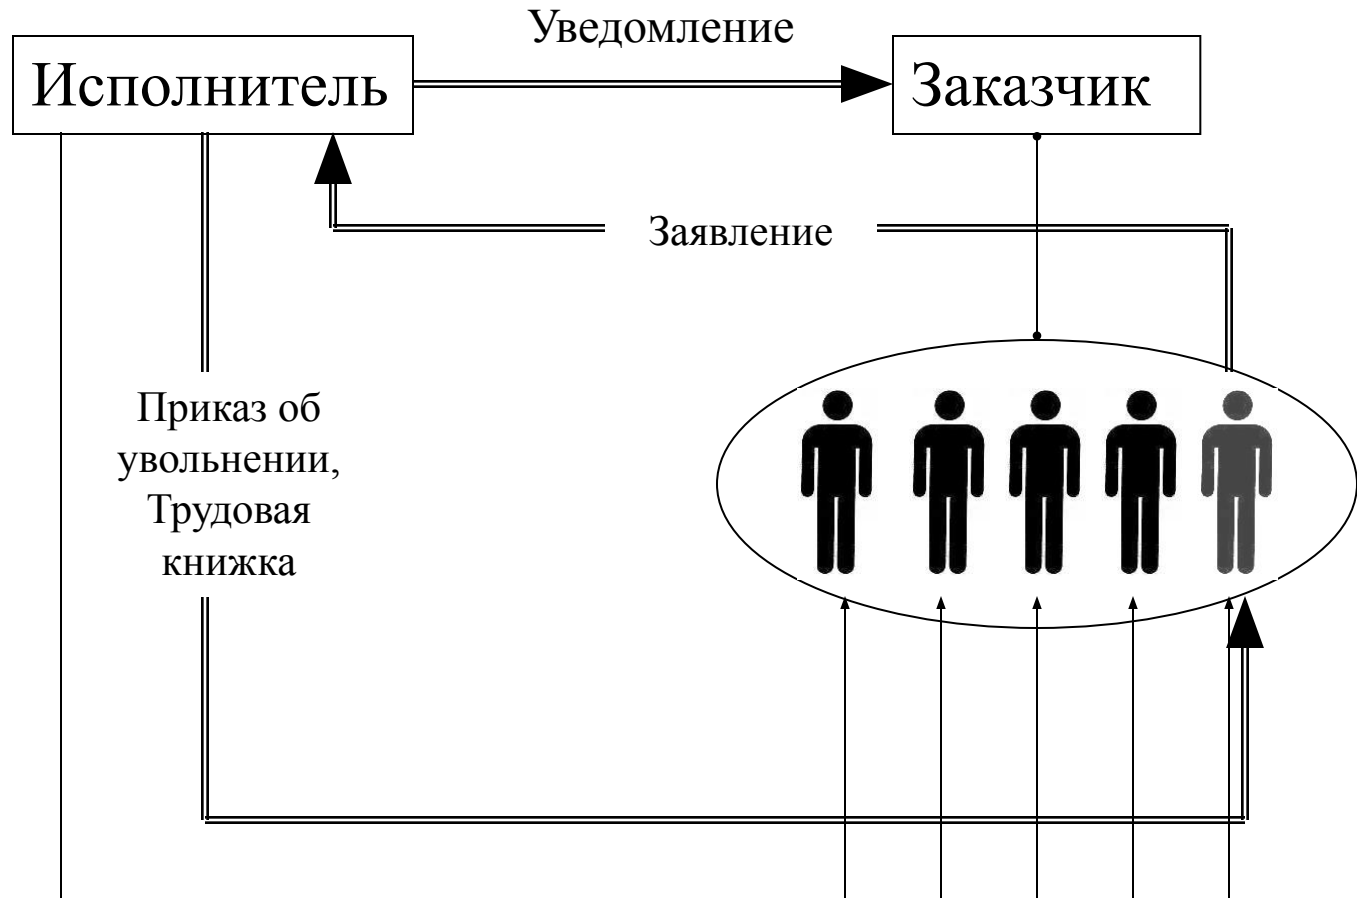 Уведомление
Исполнитель
Заказчик
Заявление
Приказ об
увольнении,
Трудовая
книжка